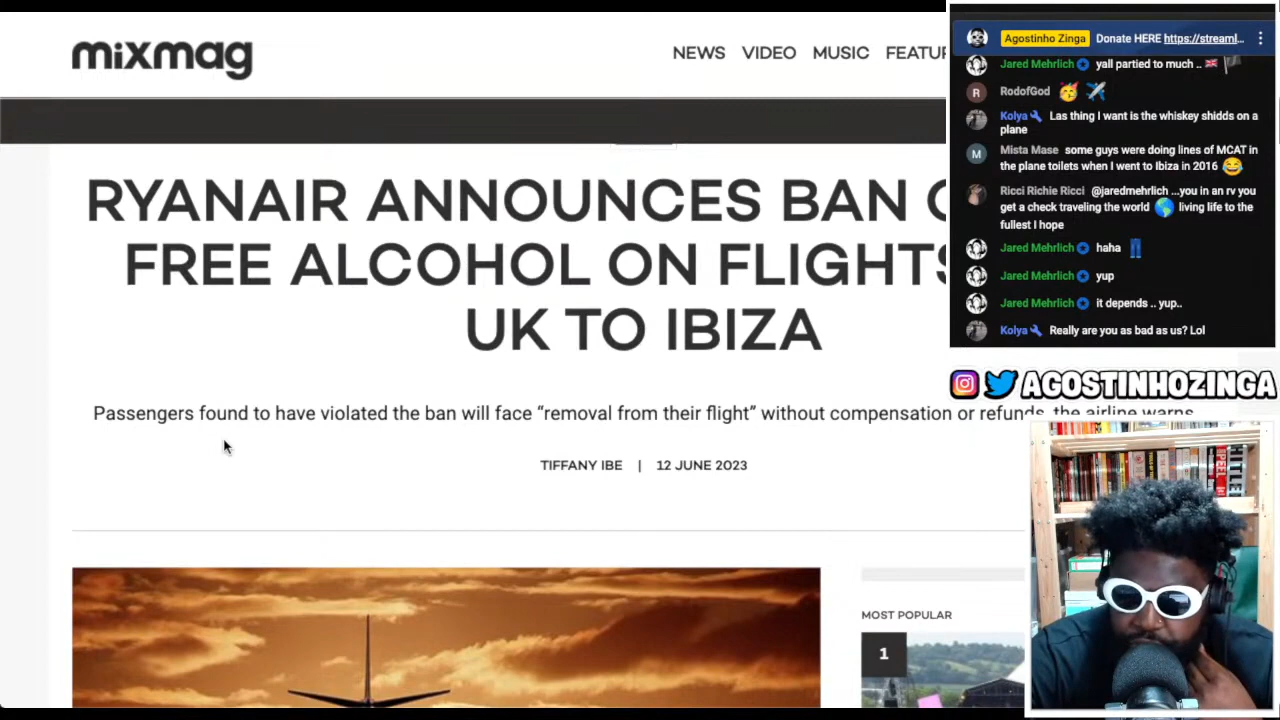 mixmag
NEWS VIDEO MUSIC FEATUR
RYANAIR ANNOUNCES BAN
FREE ALCOHOL ON FLIGHTS
UK TO IBIZA
Passengers found to have violated the ban will face “removal from their flight” without compensation or refunds, the airline warns
TIFFANY IBE | 12 JUNE 2023
MOST POPULAR
1
Agostinho Zinga Donate HERE https://streaml...
Jared Mehrlich yall partied to much ..
RodofGod
Kolya Las thing I want is the whiskey shidds on a
plane
M
Mista Mase some guys were doing lines of MCAT in
the plane toilets when I went to Ibiza in 2016
R
Ricci Richie Ricci @jaredmehrlich ...you in an rv you
get a check traveling the world living life to the
fullest I hope
Jared Mehrlich haha
Jared Mehrlich yup
Jared Mehrlich it depends .. yup..
Kolya Really are you as bad as us? Lol
AGOSTINHOZINGA